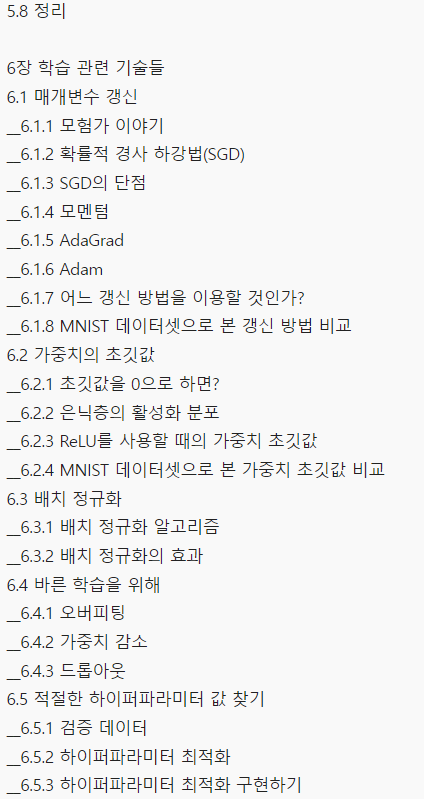 5.8 정리
6장 학습 관련 기술들
6.1 매개변수 갱신
__6.1.1 모험가 이야기
__6.1.2 확률적 경사 하강법(SGD)
__6.1.3 SGD의 단점
__6.1.4 모멘텀
__6.1.5 AdaGrad
__6.1.6 Adam
__6.1.7 어느 갱신 방법을 이용할 것인가?
__6.1.8 MNIST 데이터셋으로 본 갱신 방법 비교
6.2 가중치의 초깃값
__6.2.1 초깃값을 0으로 하면?
__6.2.2 은닉층의 활성화 분포
__6.2.3 ReLU를 사용할 때의 가중치 초깃값
__6.2.4 MNIST 데이터셋으로 본 가중치 초깃값 비교
6.3 배치 정규화
__6.3.1 배치 정규화 알고리즘
__6.3.2 배치 정규화의 효과
6.4 바른 학습을 위해
__6.4.1 오버피팅
__6.4.2 가중치 감소
__6.4.3 드롭아웃
6.5 적절한 하이퍼파라미터 값 찾기
__6.5.1 검증 데이터
__6.5.2 하이퍼파라미터 최적화
__6.5.3 하이퍼파라미터 최적화 구현하기